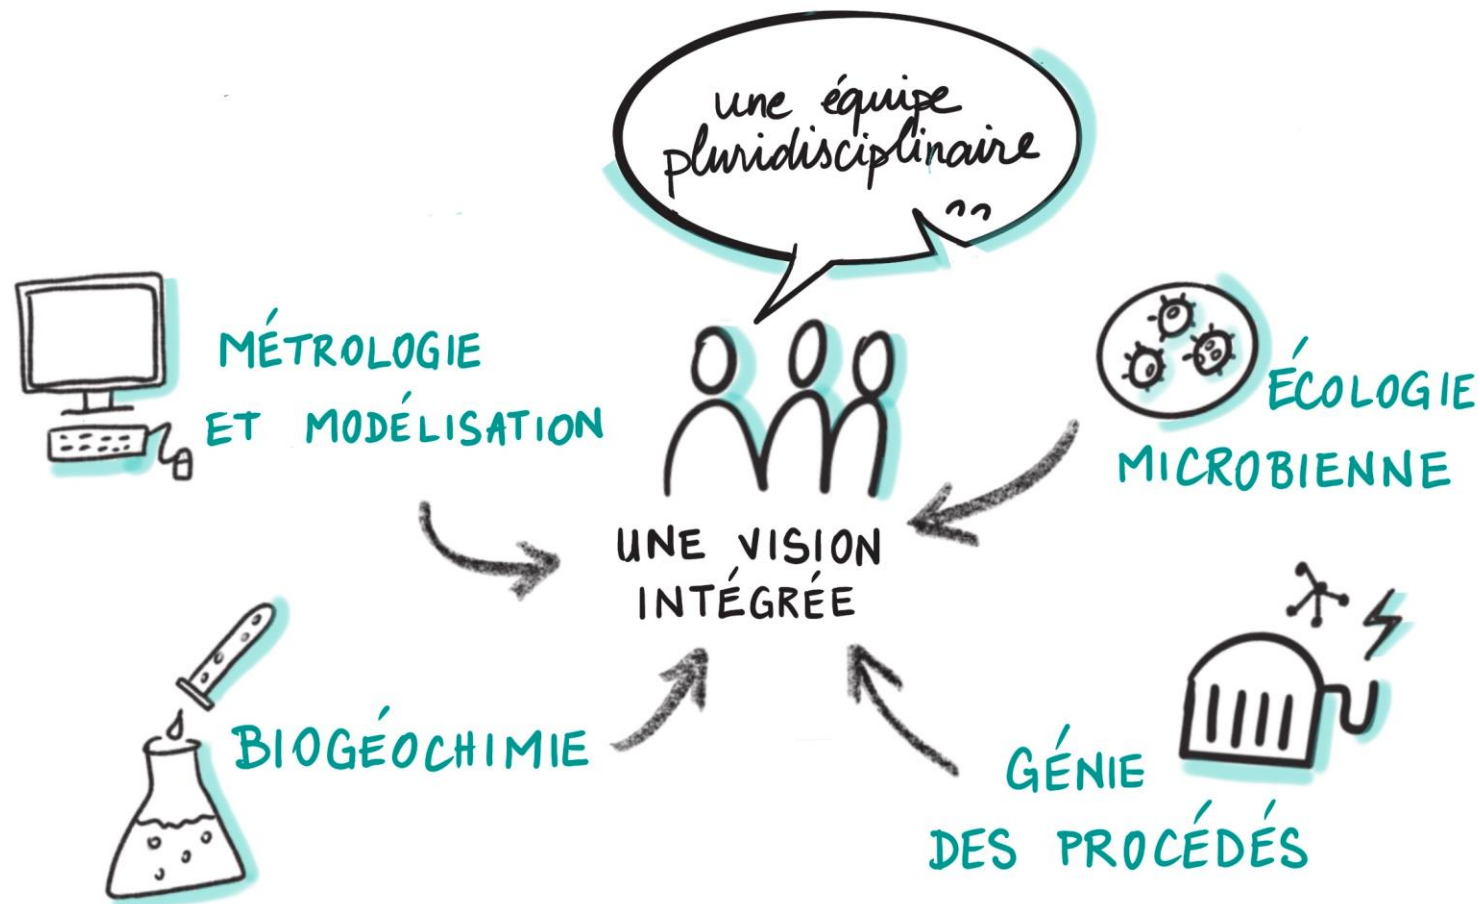 une équipe
pluridisciplinaire
MÉTROLOGIE
ET MODÉLISATION
ÉCOLOGIE
MICROBIENNE
UNE VISION
INTÉGRÉE
BIOGÉOCHIMIE
GÉNIE
DES PROCÉDÉS